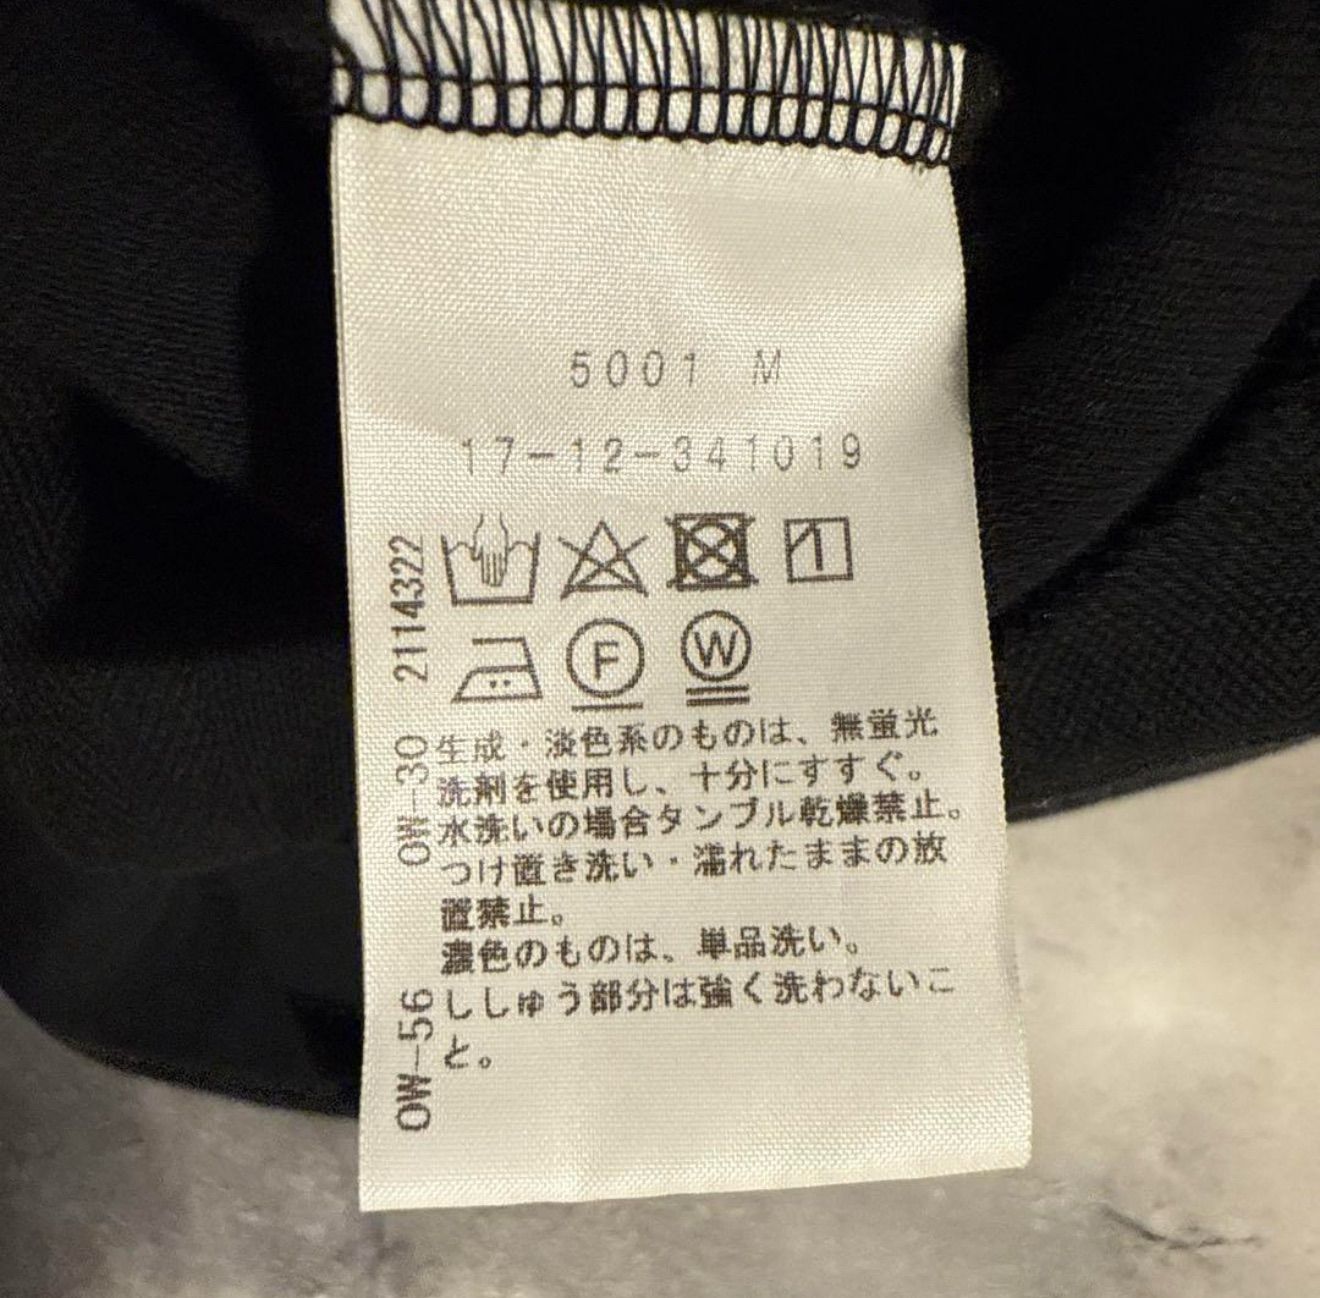 5001 M
17-12-341019
2114322
F W
OW-30
生成・淡色系のものは、無蛍光
洗剤を使用し、十分にすすぐ。
水洗いの場合タンブル乾燥禁止。
つけ置き洗い・濡れたままの放
置禁止。
濃色のものは、単品洗い。
ししゅう部分は強く洗わないこ
と。
OW-56